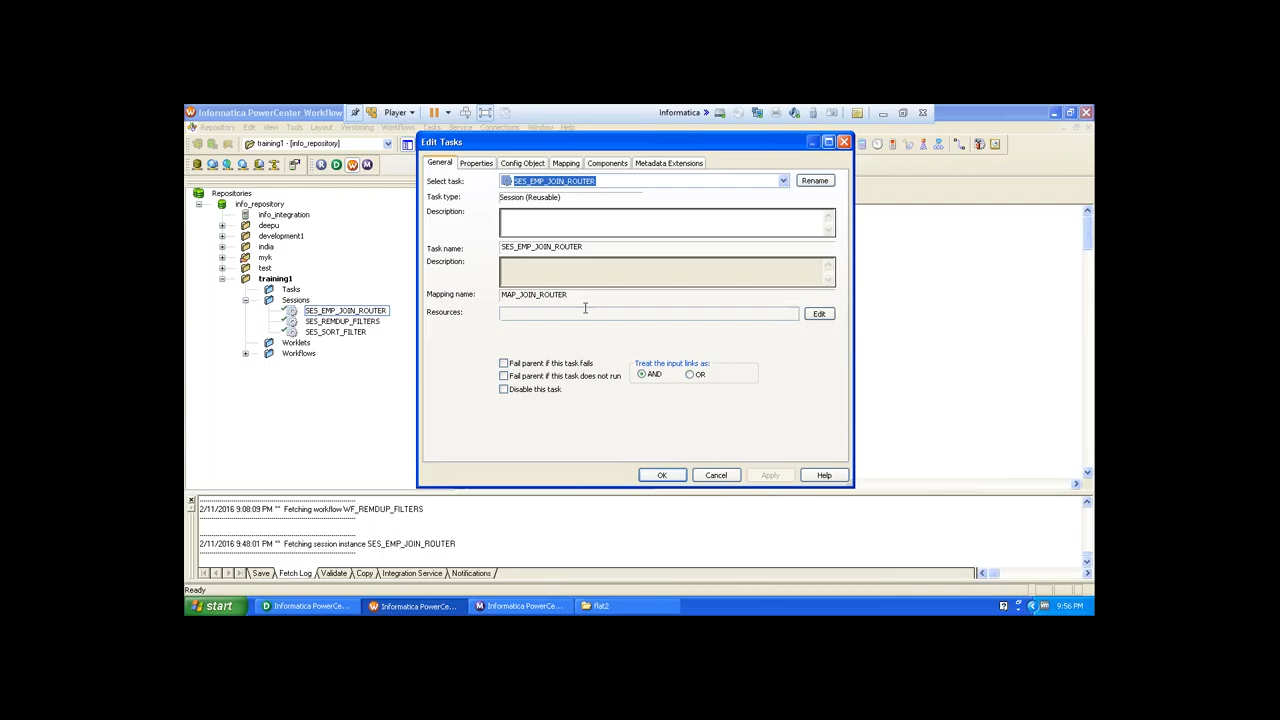 Informatica PowerCenter Workflow
Player
Informatica
Repository Edit View Tools Layout Versioning Workflows Tasks Service Connections Window Help
training1 - [info_repository]
Repositories
info_repository
info_integration
deepu
development1
india
myk
test
training1
Tasks
Sessions
SES_EMP_JOIN_ROUTER
SES_REMDUP_FILTERS
SES_SORT_FILTER
Worklets
Workflows
Edit Tasks
General Properties Config Object Mapping Components Metadata Extensions
Select task: SES_EMP_JOIN_ROUTER Rename
Task type: Session (Reusable)
Description:
Task name: SES_EMP_JOIN_ROUTER
Description:
Mapping name: MAP_JOIN_ROUTER
Resources: Edit
Fail parent if this task fails
Fail parent if this task does not run
Disable this task
Treat the input links as:
AND OR
OK Cancel Apply Help
2/11/2016 9:08:09 PM ** Fetching workflow WF_REMDUP_FILTERS
2/11/2016 9:48:01 PM ** Fetching session instance SES_EMP_JOIN_ROUTER
Save Fetch Log Validate Copy Integration Service Notifications
Ready
start Informatica PowerCe... Informatica PowerCe... Informatica PowerCe... flat2 9:56 PM